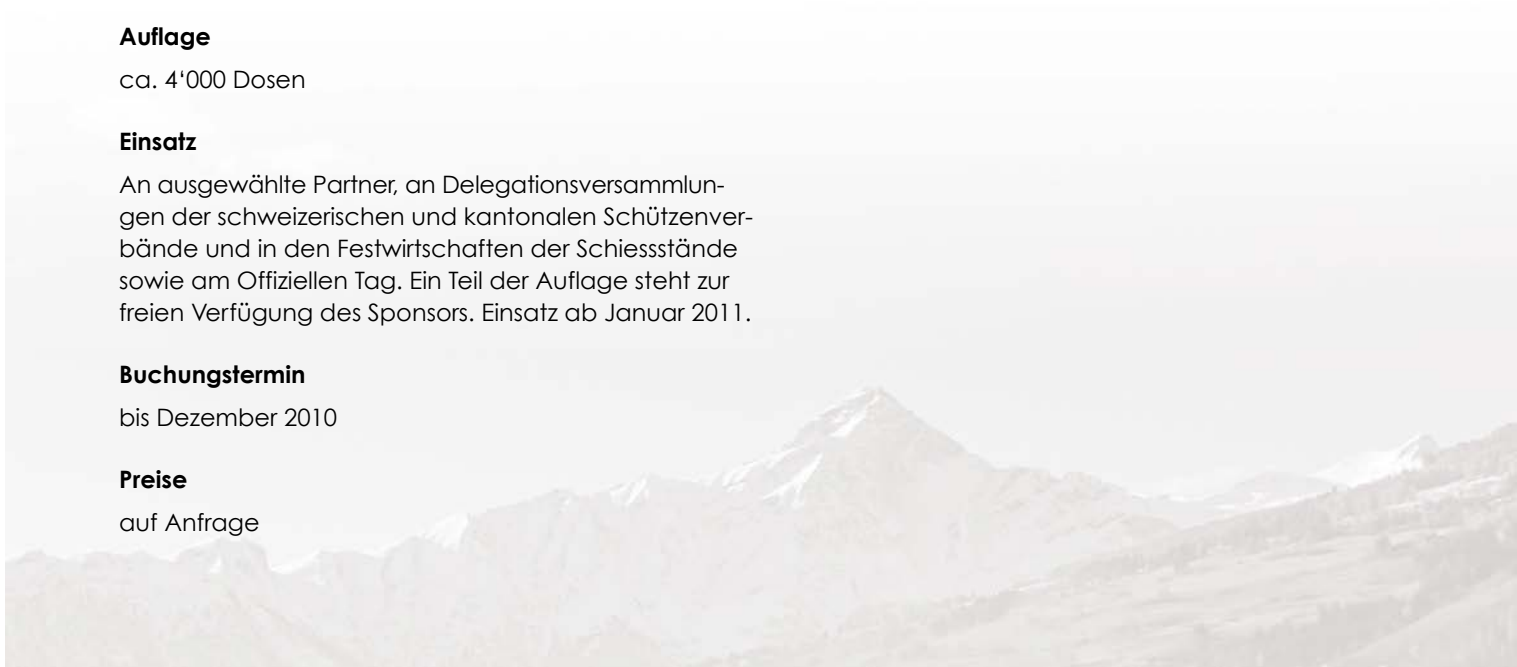 Auflage
ca. 4‘000 Dosen
Einsatz
An ausgewählte Partner, an Delegationsversammlun-
gen der schweizerischen und kantonalen Schützenver-
bände und in den Festwirtschaften der Schiessstände
sowie am Offiziellen Tag. Ein Teil der Auflage steht zur
freien Verfügung des Sponsors. Einsatz ab Januar 2011.
Buchungstermin
bis Dezember 2010
Preise
auf Anfrage